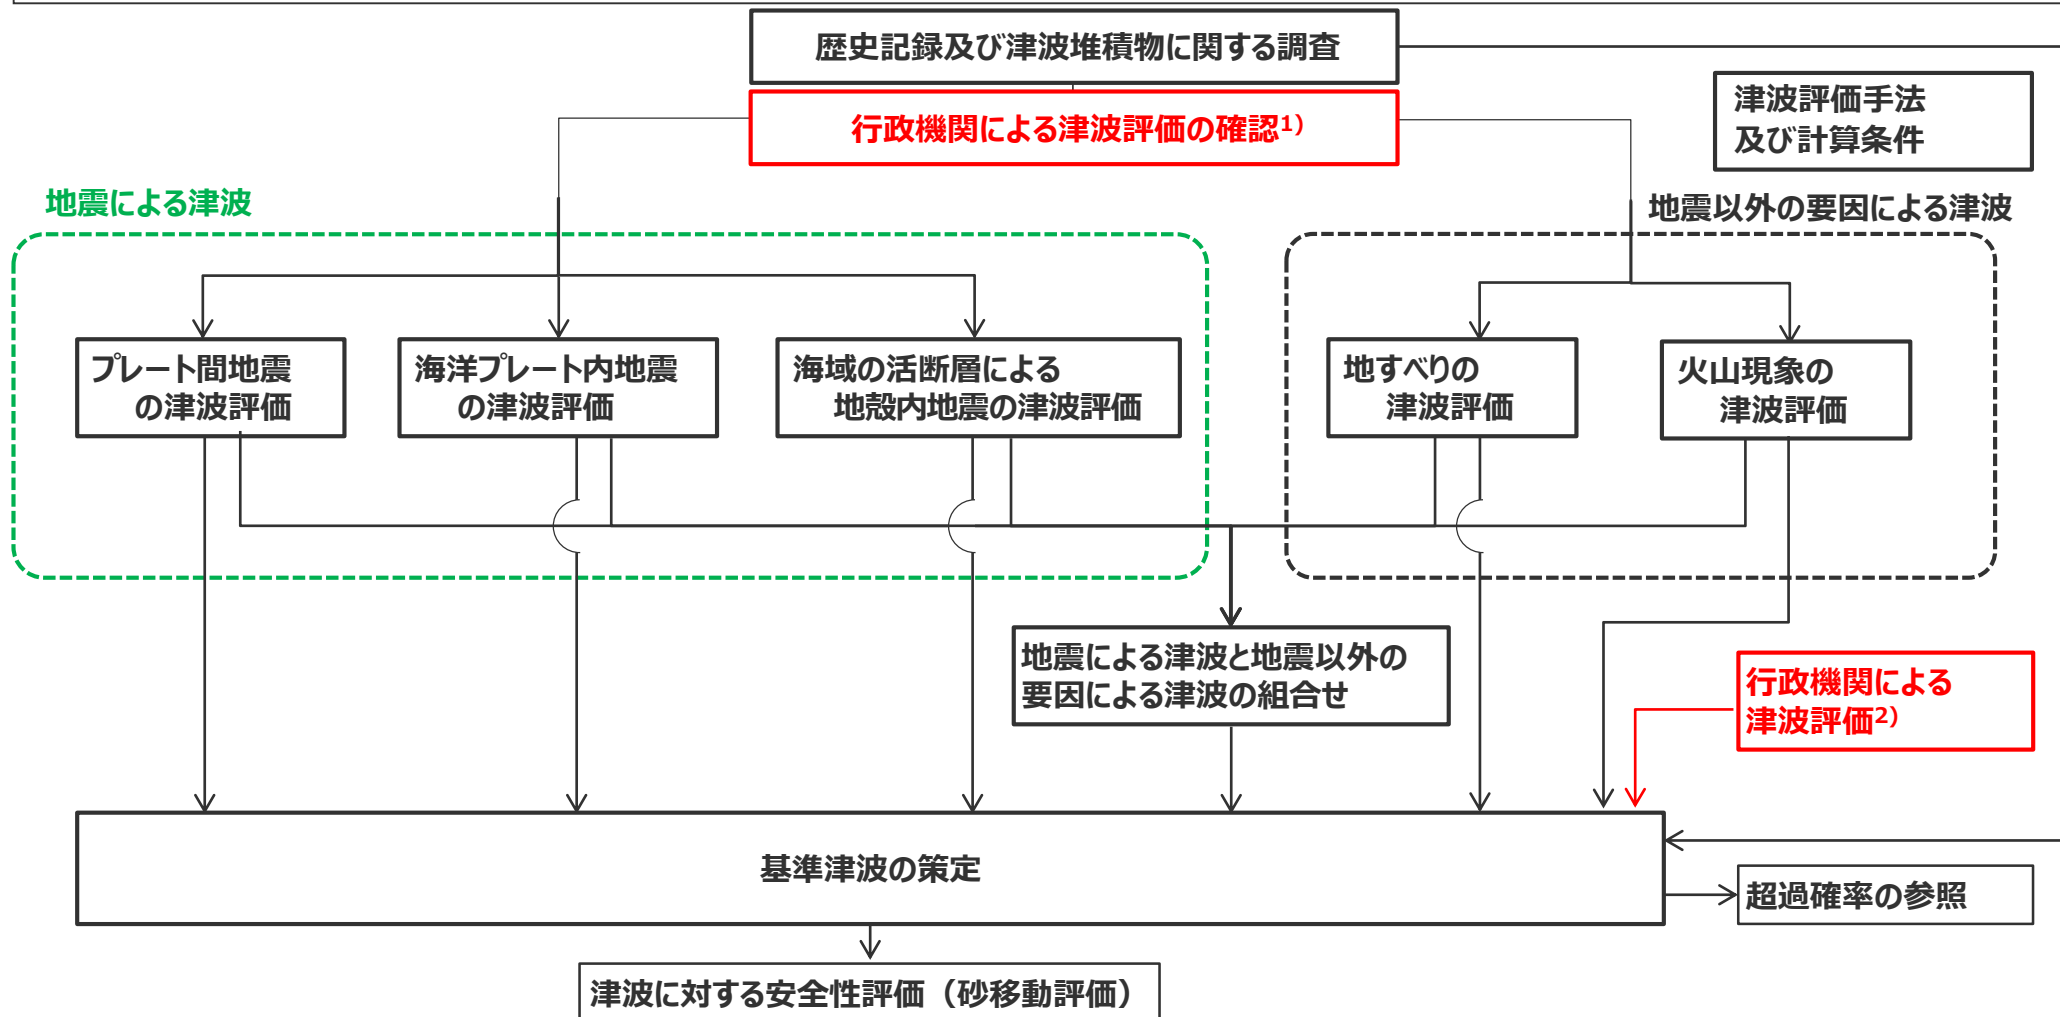 歴史記録及び津波堆積物に関する調査
行政機関による津波評価の確認1)
津波評価手法
及び計算条件
地震による津波
地震以外の要因による津波
プレート間地震
の津波評価
海洋プレート内地震
の津波評価
海域の活断層による
地殻内地震の津波評価
地すべりの
津波評価
火山現象の
津波評価
地震による津波と地震以外の
要因による津波の組合せ
行政機関による
津波評価2)
基準津波の策定
超過確率の参照
津波に対する安全性評価（砂移動評価）